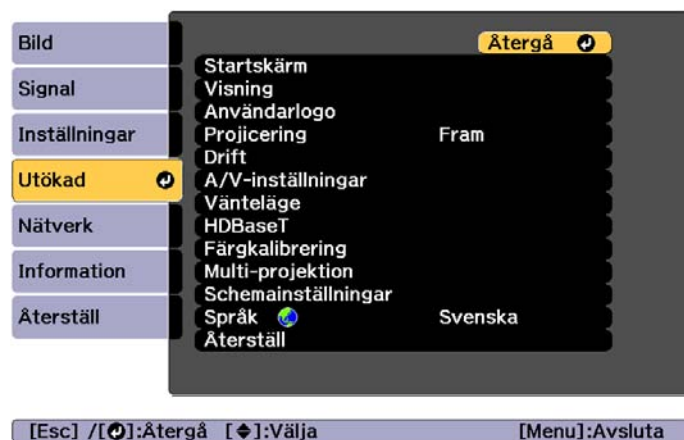 Bild
Signal
Inställningar
Utökad
Nätverk
Information
Återställ
Återgå
Startskärm
Visning
Användarlogo
Projicering Fram
Drift
A/V-inställningar
Vänteläge
HDBaseT
Färgkalibrering
Multi-projektion
Schemainställningar
Språk Svenska
Återställ
[Esc] /[⏎]:Återgå [◆]:Välja [Menu]:Avsluta